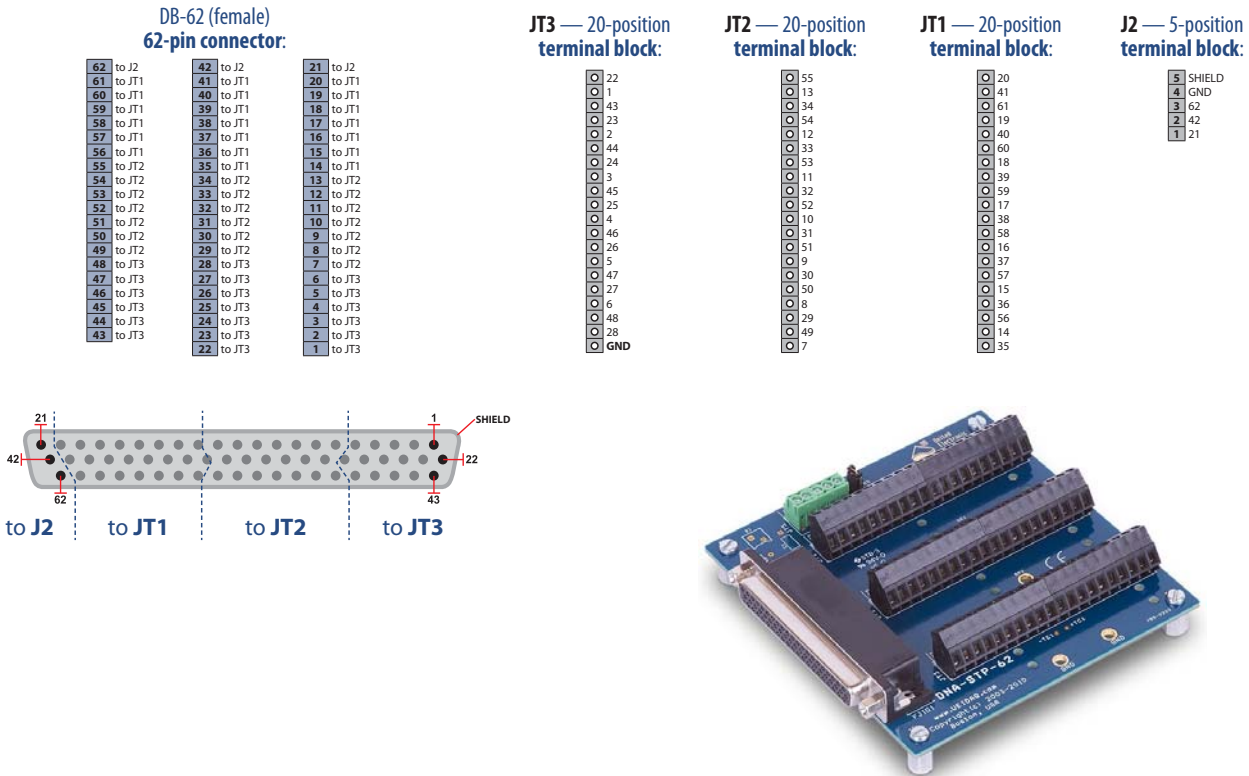 DB-62 (female)
62-pin connector:
62 to J2 42 to J2 21 to J2
61 to JT1 41 to JT1 20 to JT1
60 to JT1 40 to JT1 19 to JT1
59 to JT1 39 to JT1 18 to JT1
58 to JT1 38 to JT1 17 to JT1
57 to JT1 37 to JT1 16 to JT1
56 to JT1 36 to JT1 15 to JT1
55 to JT2 35 to JT1 14 to JT1
54 to JT2 34 to JT2 13 to JT2
53 to JT2 33 to JT2 12 to JT2
52 to JT2 32 to JT2 11 to JT2
51 to JT2 31 to JT2 10 to JT2
50 to JT2 30 to JT2 9 to JT2
49 to JT2 29 to JT2 8 to JT2
48 to JT3 28 to JT3 7 to JT2
47 to JT3 27 to JT3 6 to JT3
46 to JT3 26 to JT3 5 to JT3
45 to JT3 25 to JT3 4 to JT3
44 to JT3 24 to JT3 3 to JT3
43 to JT3 23 to JT3 2 to JT3
22 to JT3 1 to JT3
JT3 — 20-position
terminal block:
22
1
43
23
2
44
24
3
45
25
4
46
26
5
47
27
6
48
28
GND
JT2 — 20-position
terminal block:
55
13
34
54
12
33
53
11
32
52
10
31
51
9
30
50
8
29
49
7
JT1 — 20-position
terminal block:
20
41
61
19
40
60
18
39
59
17
38
58
16
37
57
15
36
56
14
35
J2 — 5-position
terminal block:
5 SHIELD
4 GND
3 62
2 42
1 21
21 1 SHIELD
42 22
62 43
to J2 to JT1 to JT2 to JT3
United
Electronic
DNA-STP-62
www.UEIDAQ.com
Copyright(c) 2003-2010
Boston, USA
GND
GND